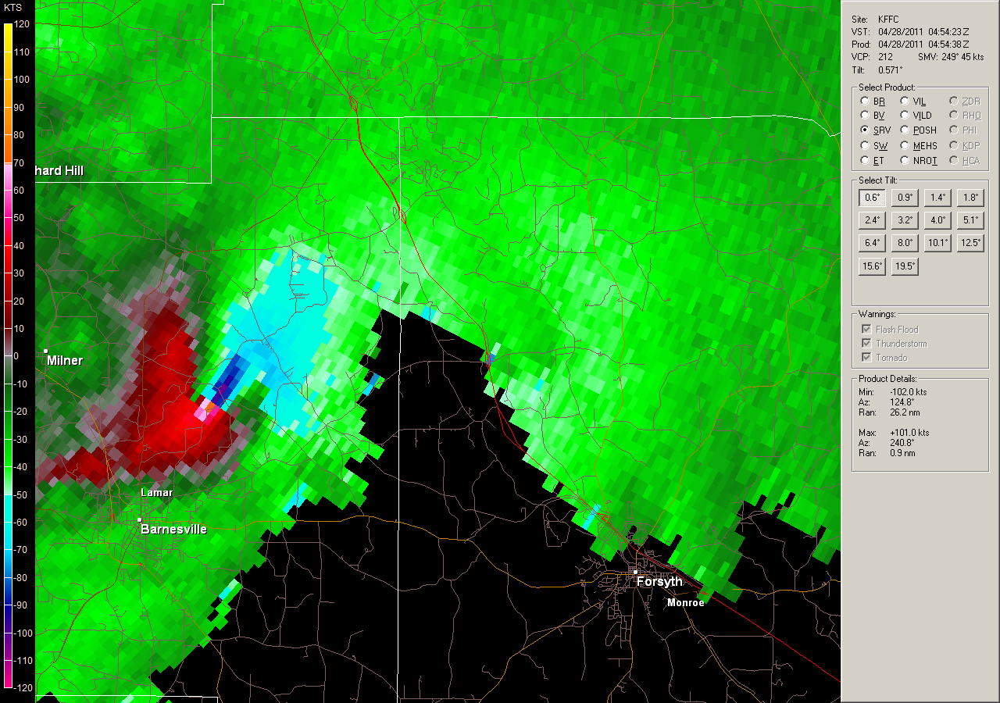 KTS
120
110
100
90
80
70
60
50
40
30
20
10
0
-10
-20
-30
-40
-50
-60
-70
-80
-90
-100
-110
-120
hard Hill
Milner
Lamar
Barnesville
Forsyth
Monroe
Site: KFFC
VST: 04/28/2011 04:54:23 Z
Prod: 04/28/2011 04:54:38 Z
VCP: 212 SMV: 249° 45 kts
Tilt: 0.571°
Select Product:
BR VIL ZDR
BV VILD RHO
SRV POSH PHI
SW MEHS KDP
ET NROT HCA
Select Tilt:
0.6° 0.9° 1.4° 1.8°
2.4° 3.2° 4.0° 5.1°
6.4° 8.0° 10.1° 12.5°
15.6° 19.5°
Warnings:
Flash Flood
Thunderstorm
Tornado
Product Details:
Min: -102.0 kts
Az: 124.8°
Ran: 26.2 nm
Max: +101.0 kts
Az: 240.8°
Ran: 0.9 nm